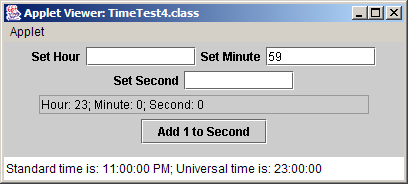 Applet Viewer: TimeTest4.class
Applet
Set Hour Set Minute 59
Set Second
Hour: 23; Minute: 0; Second: 0
Add 1 to Second
Standard time is: 11:00:00 PM; Universal time is: 23:00:00